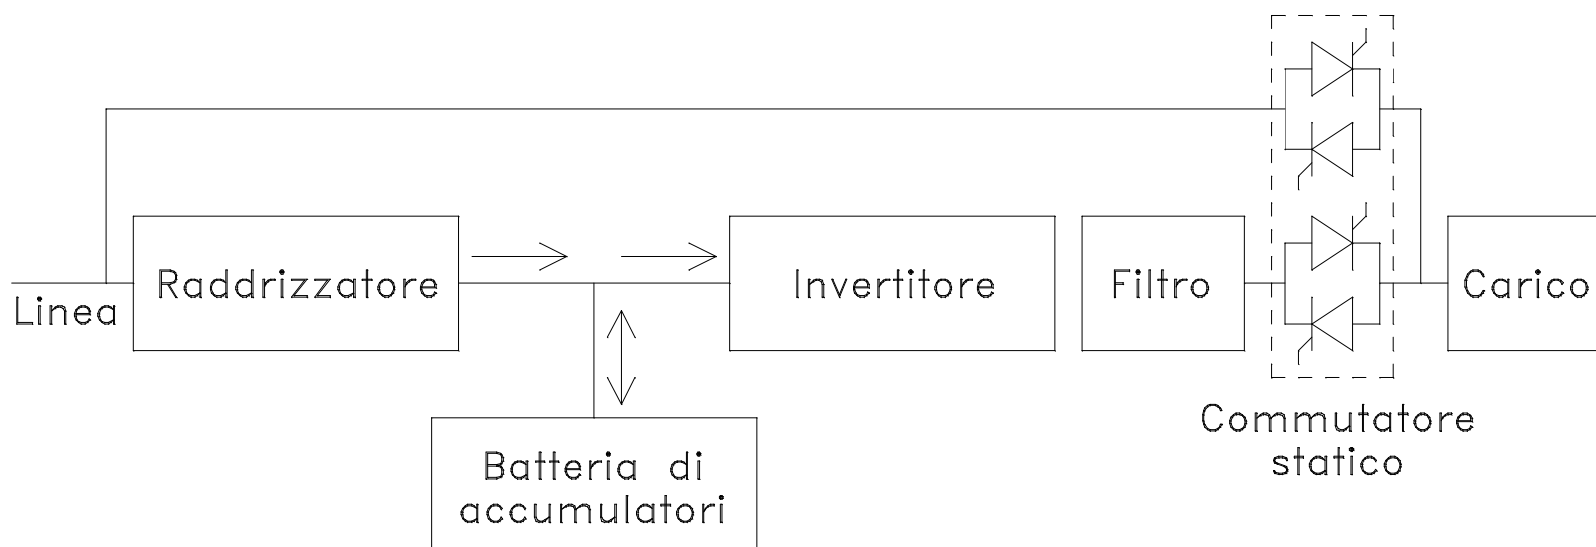 Linea
Raddrizzatore
Invertitore
Filtro
Carico
Commutatore
statico
Batteria di
accumulatori